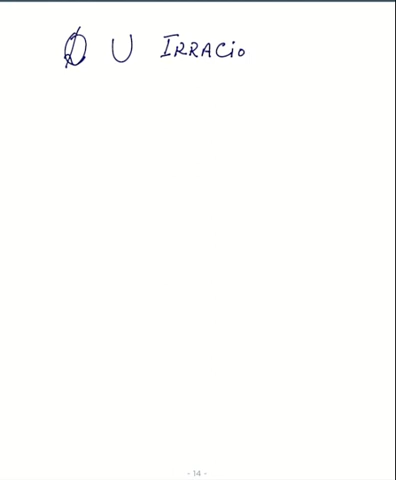 ℚ ∪ IRRACiO
- 14 -